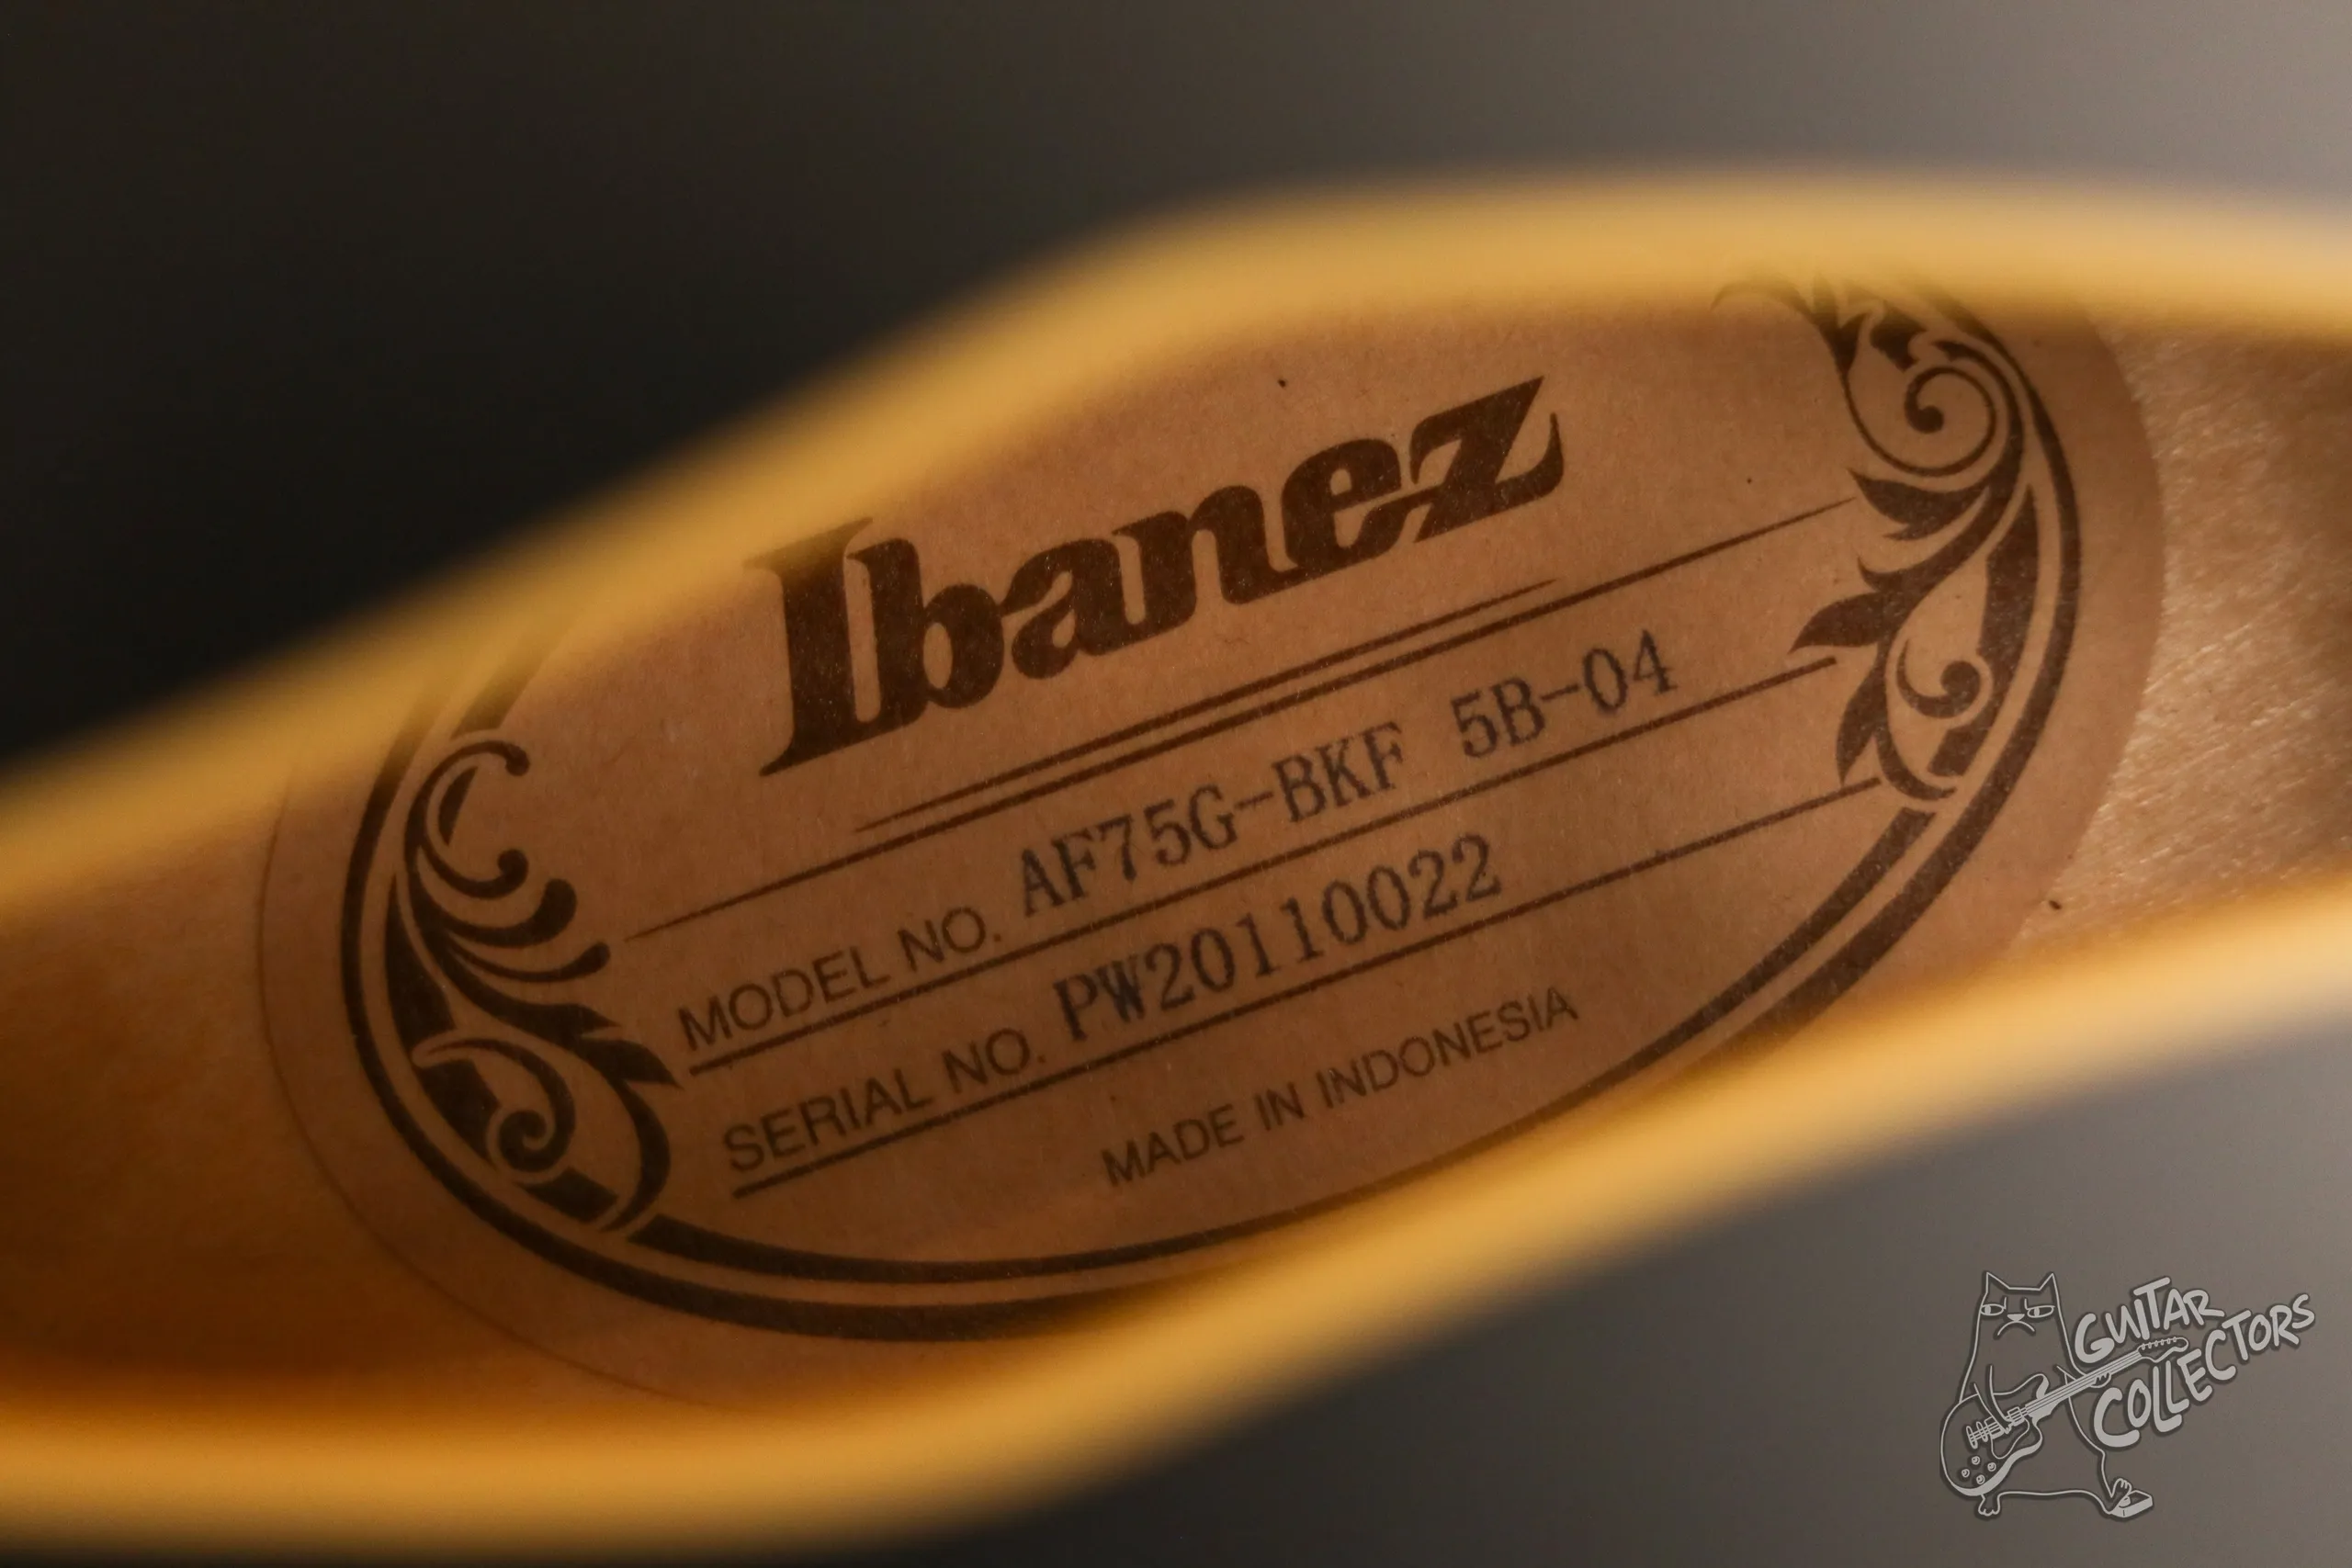 Ibanez
MODEL NO. AF75G-BKF 5B-04
SERIAL NO. PW20110022
MADE IN INDONESIA
GUITAR
COLLECTORS